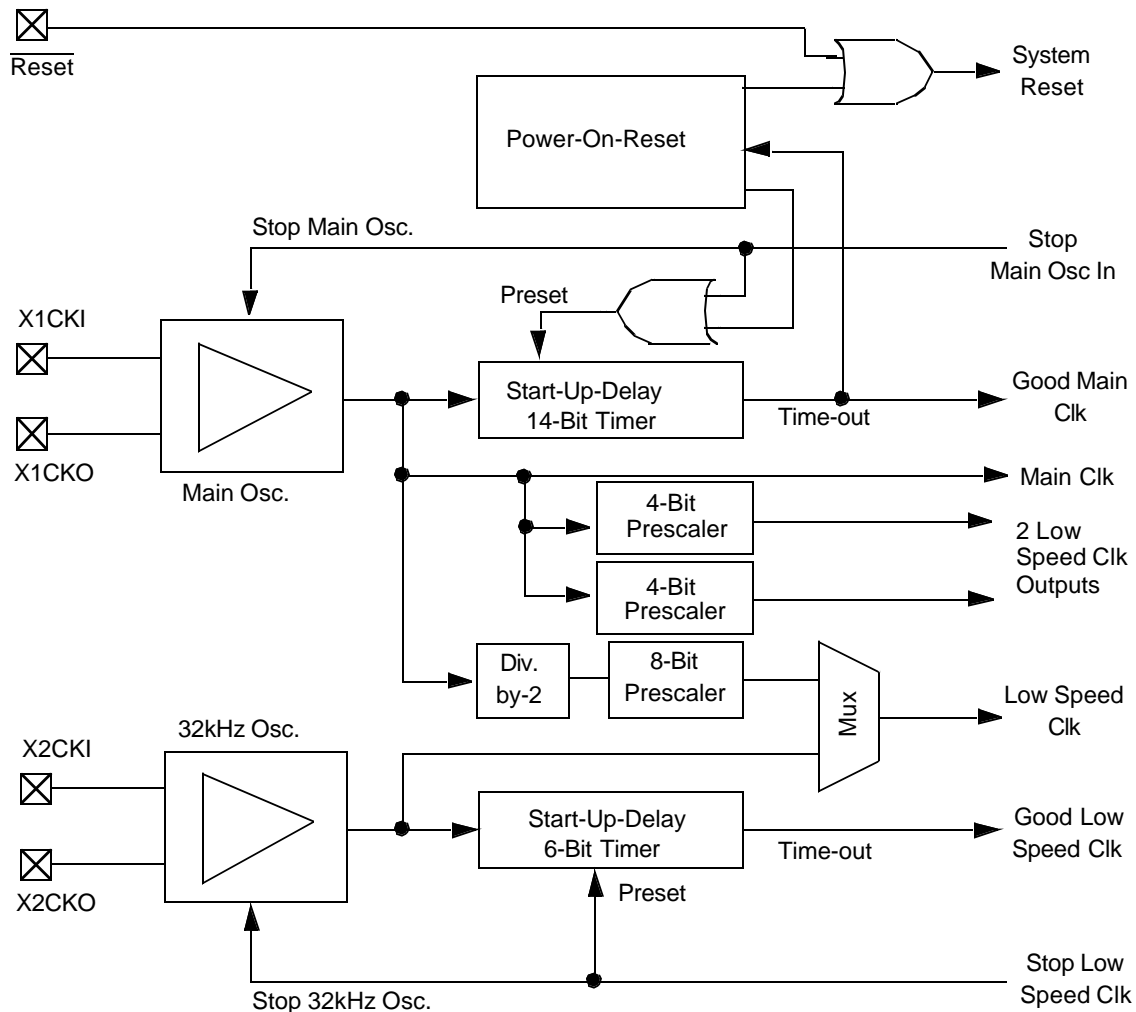 Reset
System
Reset
Power-On-Reset
Stop Main Osc.
Stop
Main Osc In
Preset
X1CKI
Start-Up-Delay
14-Bit Timer
Time-out
Good Main
Clk
X1CKO
Main Osc.
Main Clk
4-Bit
Prescaler
2 Low
Speed Clk
Outputs
4-Bit
Prescaler
Div.
by-2
8-Bit
Prescaler
Mux
Low Speed
Clk
32kHz Osc.
X2CKI
Start-Up-Delay
6-Bit Timer
Time-out
Good Low
Speed Clk
X2CKO
Preset
Stop 32kHz Osc.
Stop Low
Speed Clk